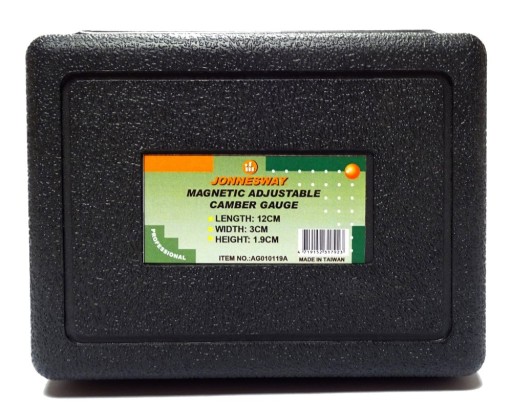 JONNESWAY
MAGNETIC ADJUSTABLE
CAMBER GAUGE
LENGTH: 12CM
WIDTH: 3CM
HEIGHT: 1.9CM
PROFESSIONAL
ITEM NO.:AG010119A
MADE IN TAIWAN